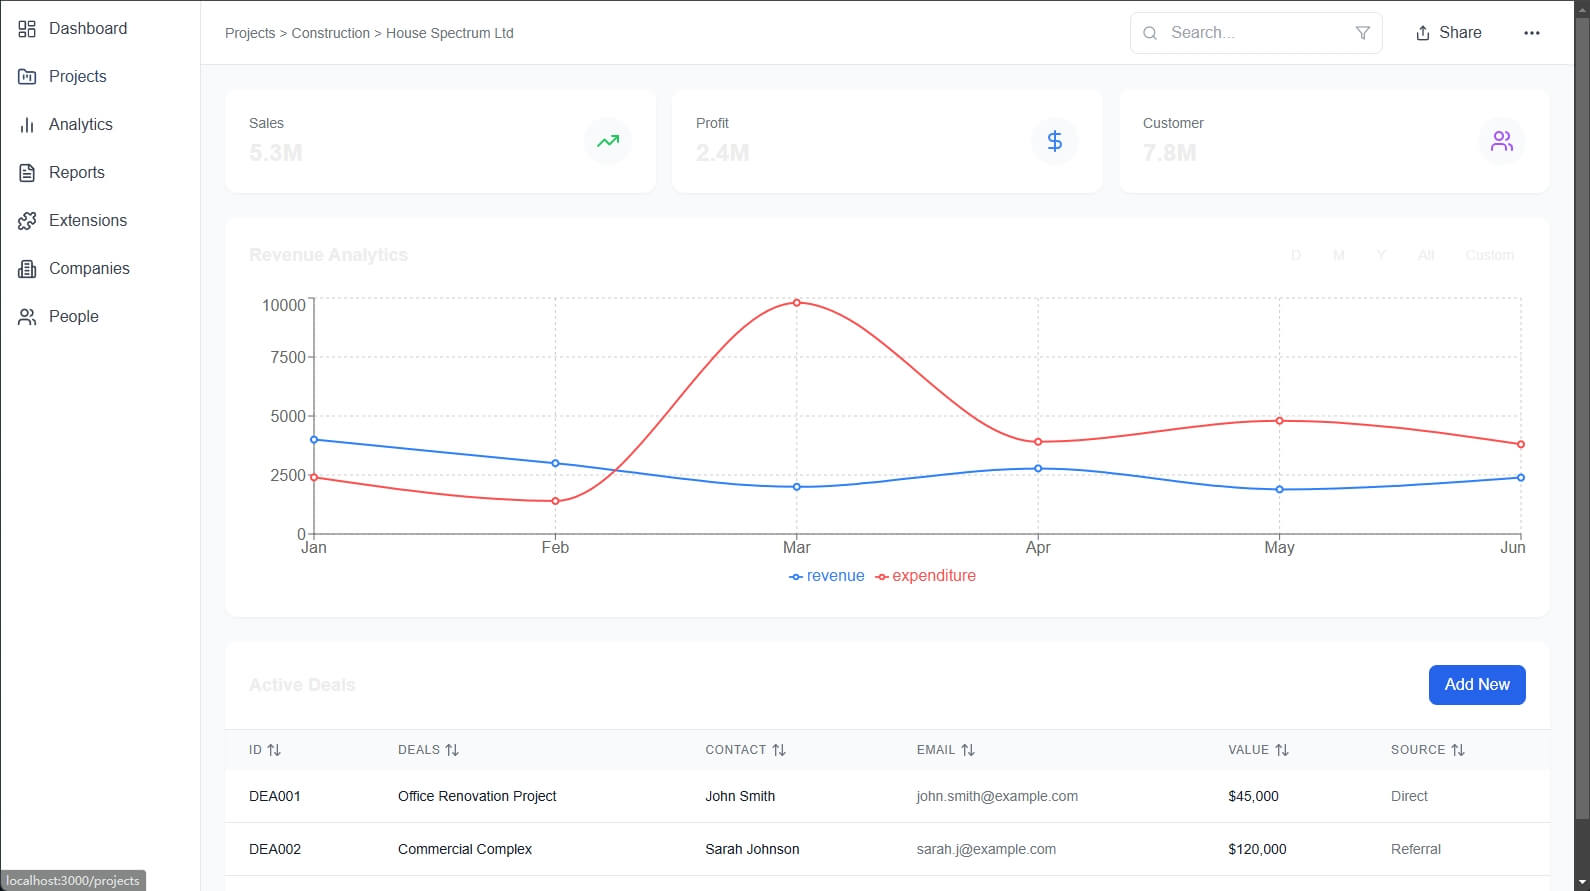 Dashboard
Projects
Analytics
Reports
Extensions
Companies
People
localhost:3000/projects
Projects > Construction > House Spectrum Ltd
Search...
Share
Sales
5.3M
Profit
2.4M
Customer
7.8M
Revenue Analytics
D M Y All Custom
10000
7500
5000
2500
0
Jan Feb Mar Apr May Jun
revenue expenditure
Active Deals
Add New
ID DEALS CONTACT EMAIL VALUE SOURCE
DEA001 Office Renovation Project John Smith john.smith@example.com $45,000 Direct
DEA002 Commercial Complex Sarah Johnson sarah.j@example.com $120,000 Referral